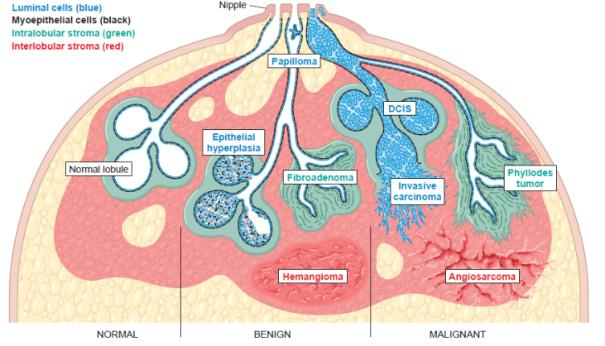 Luminal cells (blue)
Myoepithelial cells (black)
Intralobular stroma (green)
Interlobular stroma (red)
Nipple
Papilloma
DCIS
Epithelial
hyperplasia
Normal lobule
Fibroadenoma
Invasive
carcinoma
Phyllodes
tumor
Hemangioma
Angiosarcoma
NORMAL
BENIGN
MALIGNANT